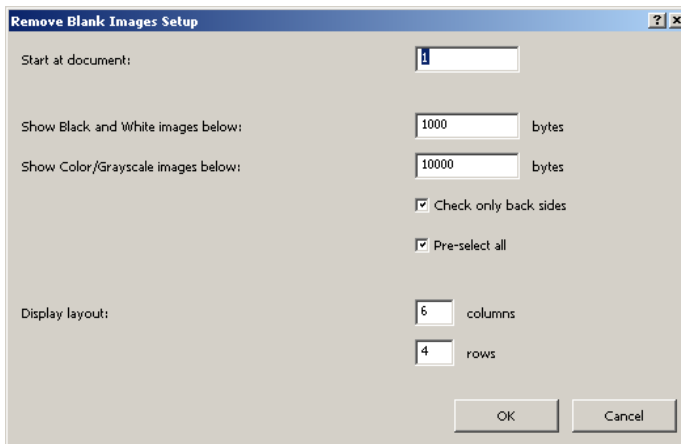 Remove Blank Images Setup
Start at document: 1
Show Black and White images below: 1000 bytes
Show Color/Grayscale images below: 10000 bytes
Check only back sides
Pre-select all
Display layout: 6 columns
4 rows
OK Cancel